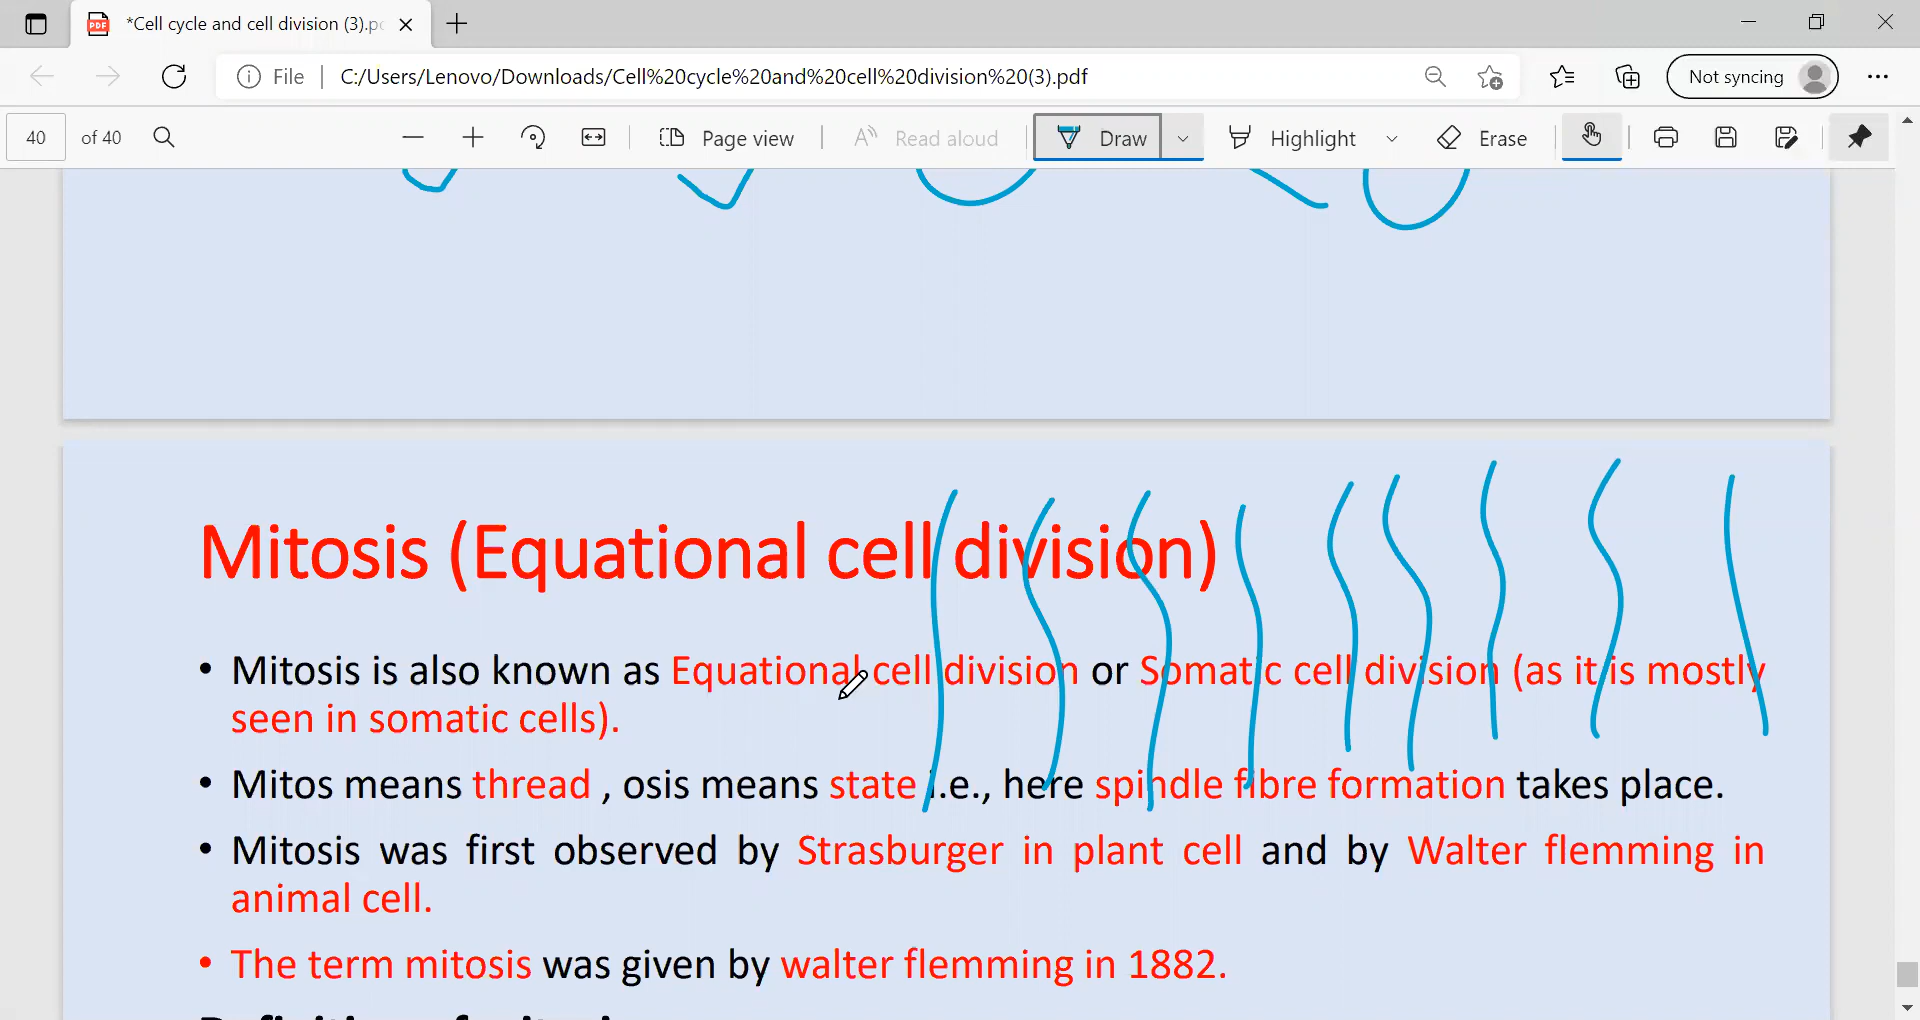 *Cell cycle and cell division (3).p
File
C:/Users/Lenovo/Downloads/Cell%20cycle%20and%20cell%20division%20(3).pdf
Not syncing
40 of 40
Page view
Read aloud
Draw
Highlight
Erase
Mitosis (Equational cell division)
• Mitosis is also known as Equational cell division or Somatic cell division (as it is mostly
seen in somatic cells).
• Mitos means thread , osis means state i.e., here spindle fibre formation takes place.
• Mitosis was first observed by Strasburger in plant cell and by Walter flemming in
animal cell.
• The term mitosis was given by walter flemming in 1882.